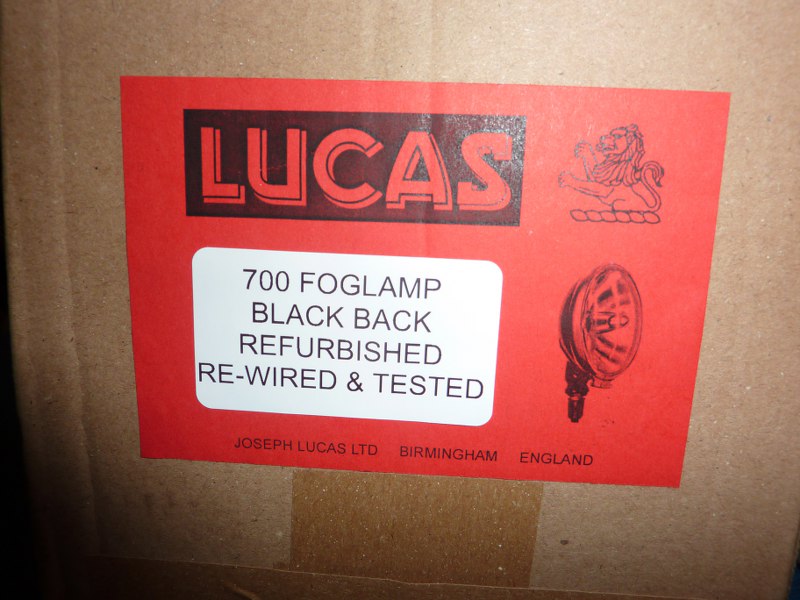 LUCAS
700 FOGLAMP
BLACK BACK
REFURBISHED
RE-WIRED & TESTED
JOSEPH LUCAS LTD BIRMINGHAM ENGLAND